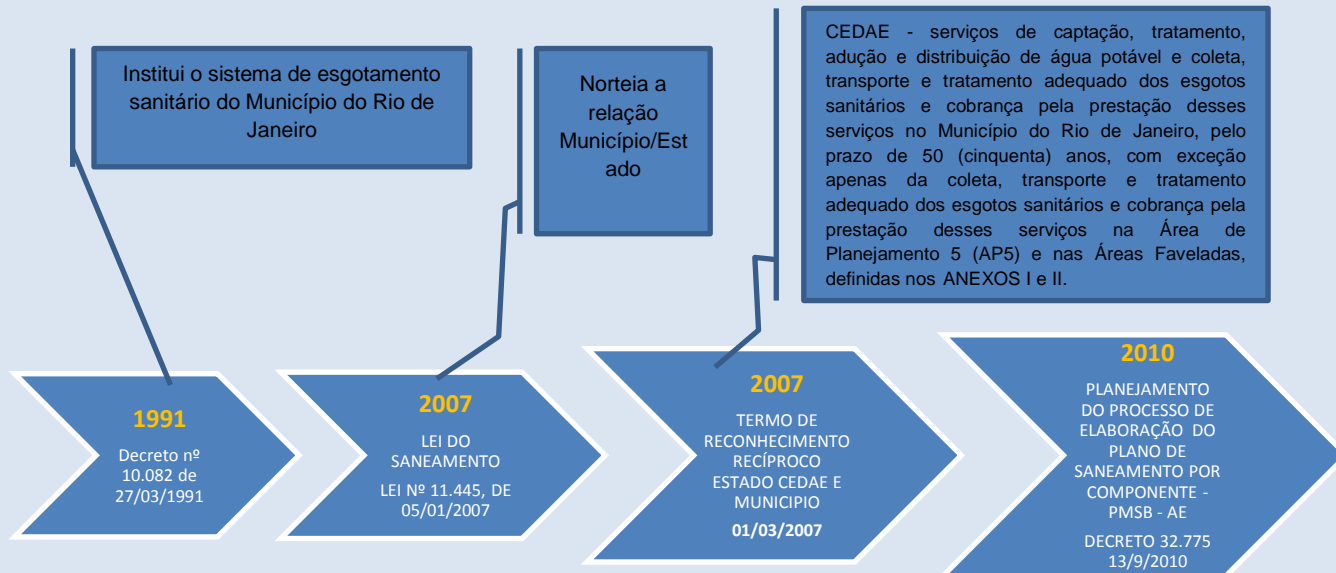 Institui o sistema de esgotamento
sanitário do Município do Rio de
Janeiro
Norteia a
relação
Município/Est
ado
CEDAE - serviços de captação, tratamento,
adução e distribuição de água potável e coleta,
transporte e tratamento adequado dos esgotos
sanitários e cobrança pela prestação desses
serviços no Município do Rio de Janeiro, pelo
prazo de 50 (cinquenta) anos, com exceção
apenas da coleta, transporte e tratamento
adequado dos esgotos sanitários e cobrança pela
prestação desses serviços na Área de
Planejamento 5 (AP5) e nas Áreas Faveladas,
definidas nos ANEXOS I e II.
1991
Decreto nº
10.082 de
27/03/1991
2007
LEI DO
SANEAMENTO
LEI Nº 11.445, DE
05/01/2007
2007
TERMO DE
RECONHECIMENTO
RECÍPROCO
ESTADO CEDAE E
MUNICIPIO
01/03/2007
2010
PLANEJAMENTO
DO PROCESSO DE
ELABORAÇÃO DO
PLANO DE
SANEAMENTO POR
COMPONENTE -
PMSB - AE
DECRETO 32.775
13/9/2010